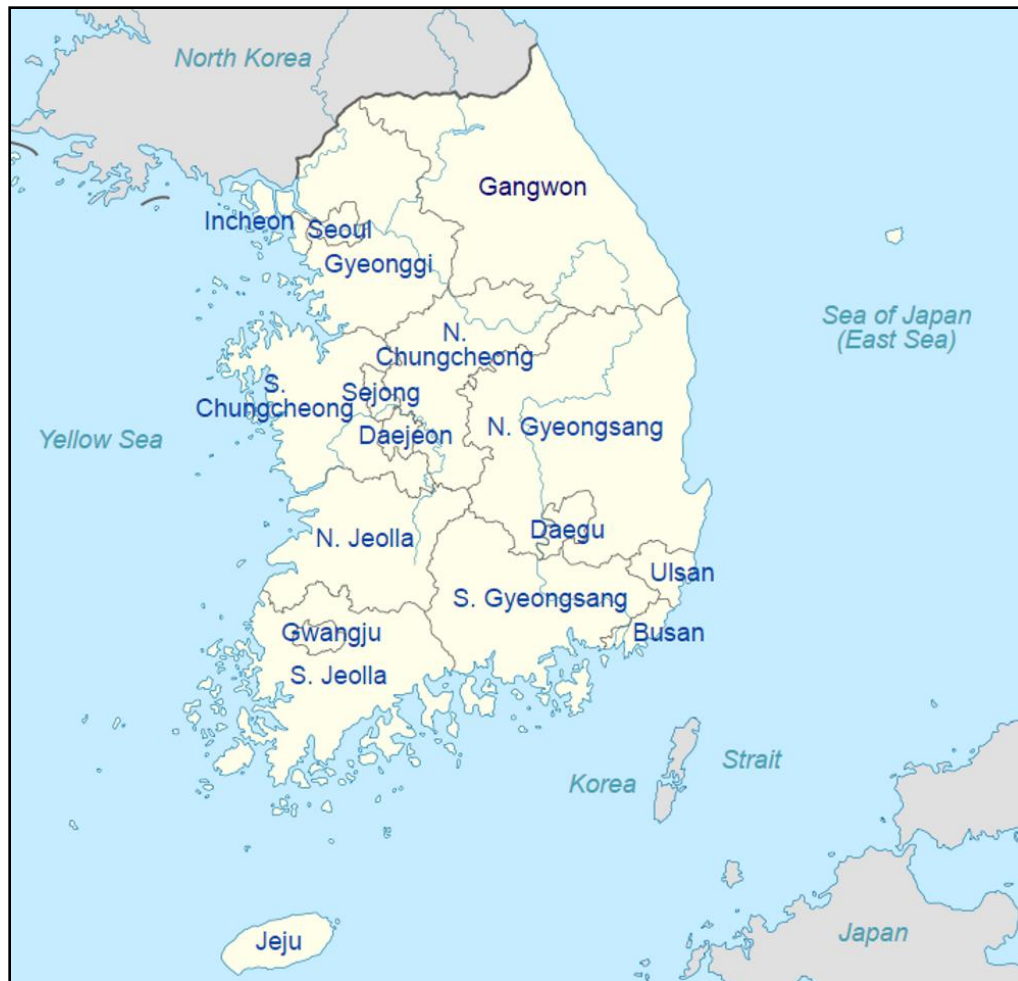 North Korea
Gangwon
Incheon
Seoul
Gyeonggi
Sea of Japan
(East Sea)
N.
Chungcheong
S.
Chungcheong
Sejong
Yellow Sea
Daejeon
N. Gyeongsang
Daegu
N. Jeolla
Ulsan
S. Gyeongsang
Gwangju
Busan
S. Jeolla
Korea
Strait
Jeju
Japan